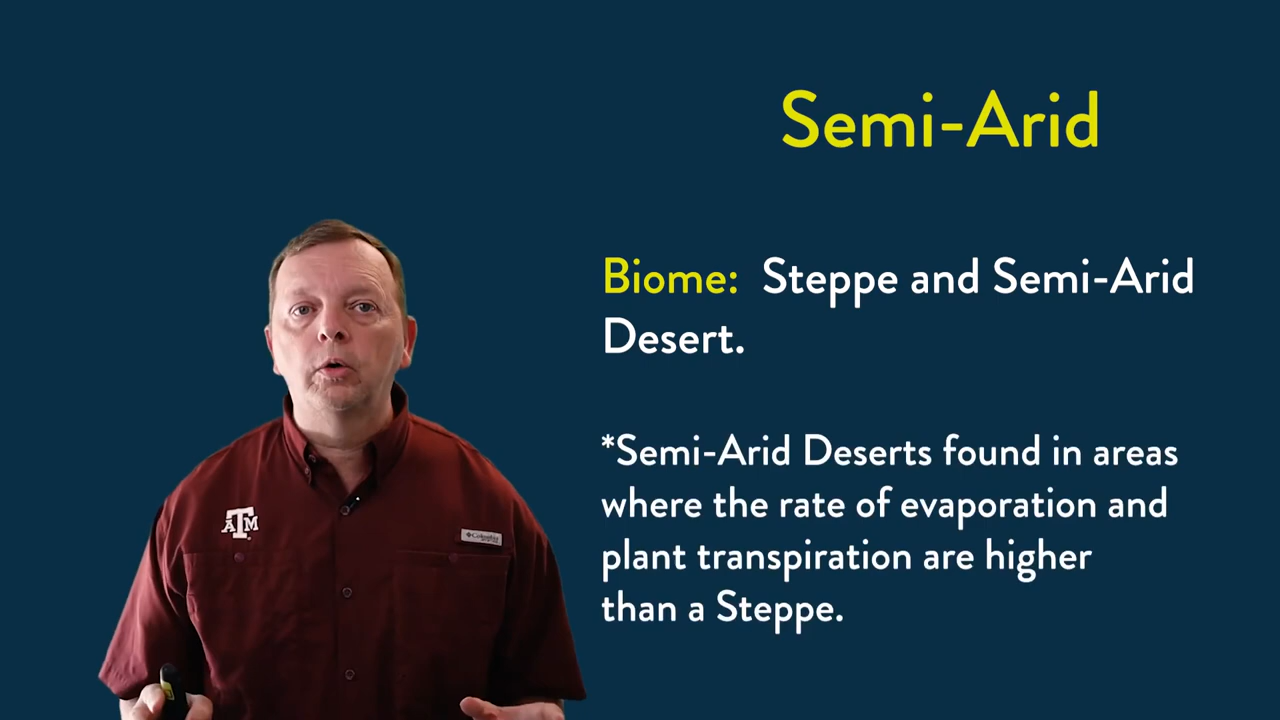 Semi-Arid
Biome: Steppe and Semi-Arid
Desert.
*Semi-Arid Deserts found in areas
where the rate of evaporation and
plant transpiration are higher
than a Steppe.
ATM
Columbia